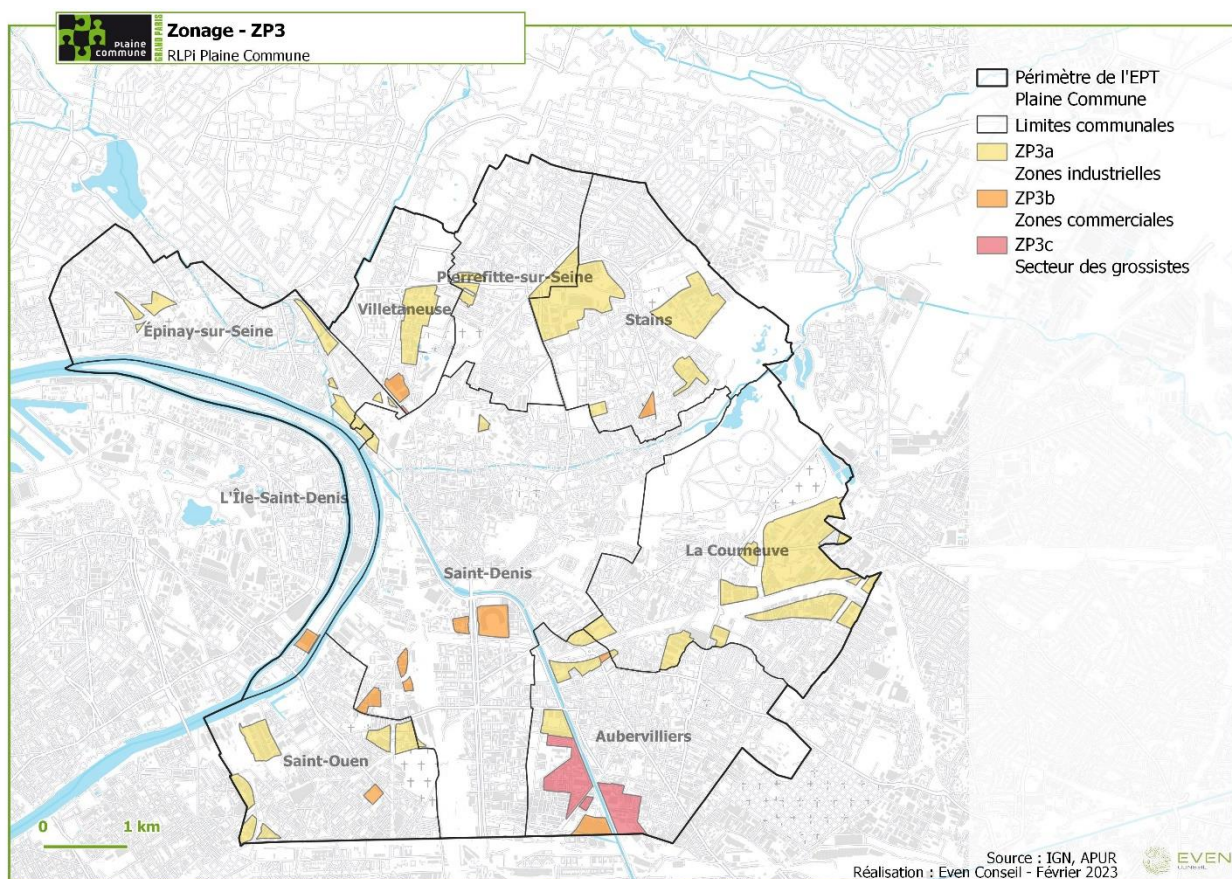 PLAINE
COMMUNE
GRAND PARIS
Zonage - ZP3
RLPi Plaine Commune
Périmètre de l'EPT
Plaine Commune
Limites communales
ZP3a
Zones industrielles
ZP3b
Zones commerciales
ZP3c
Secteur des grossistes
Pierrefitte-sur-Seine
Villetaneuse
Stains
Épinay-sur-Seine
L'Île-Saint-Denis
La Courneuve
Saint-Denis
Aubervilliers
Saint-Ouen
0 1 km
Source : IGN, APUR
Réalisation : Even Conseil - Février 2023
EVEN
CONSEIL